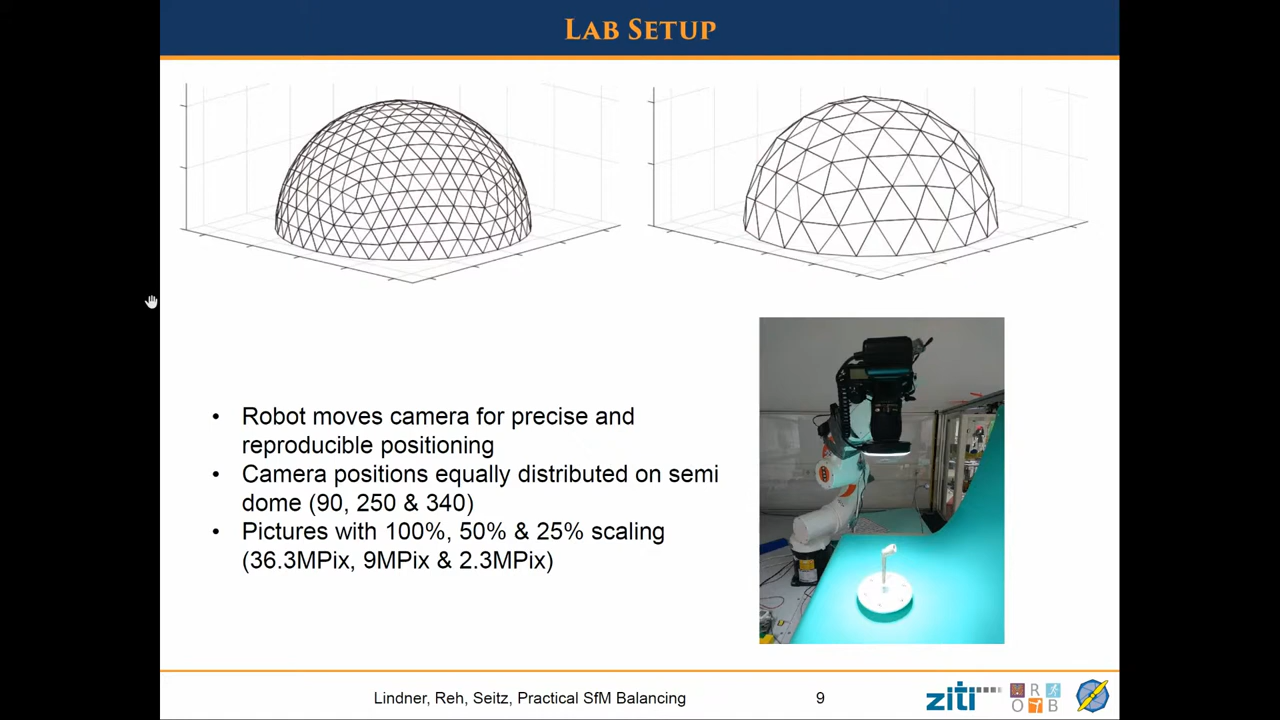 LAB SETUP
• Robot moves camera for precise and
reproducible positioning
• Camera positions equally distributed on semi
dome (90, 250 & 340)
• Pictures with 100%, 50% & 25% scaling
(36.3MPix, 9MPix & 2.3MPix)
Lindner, Reh, Seitz, Practical SfM Balancing
9
ziti
R
O B